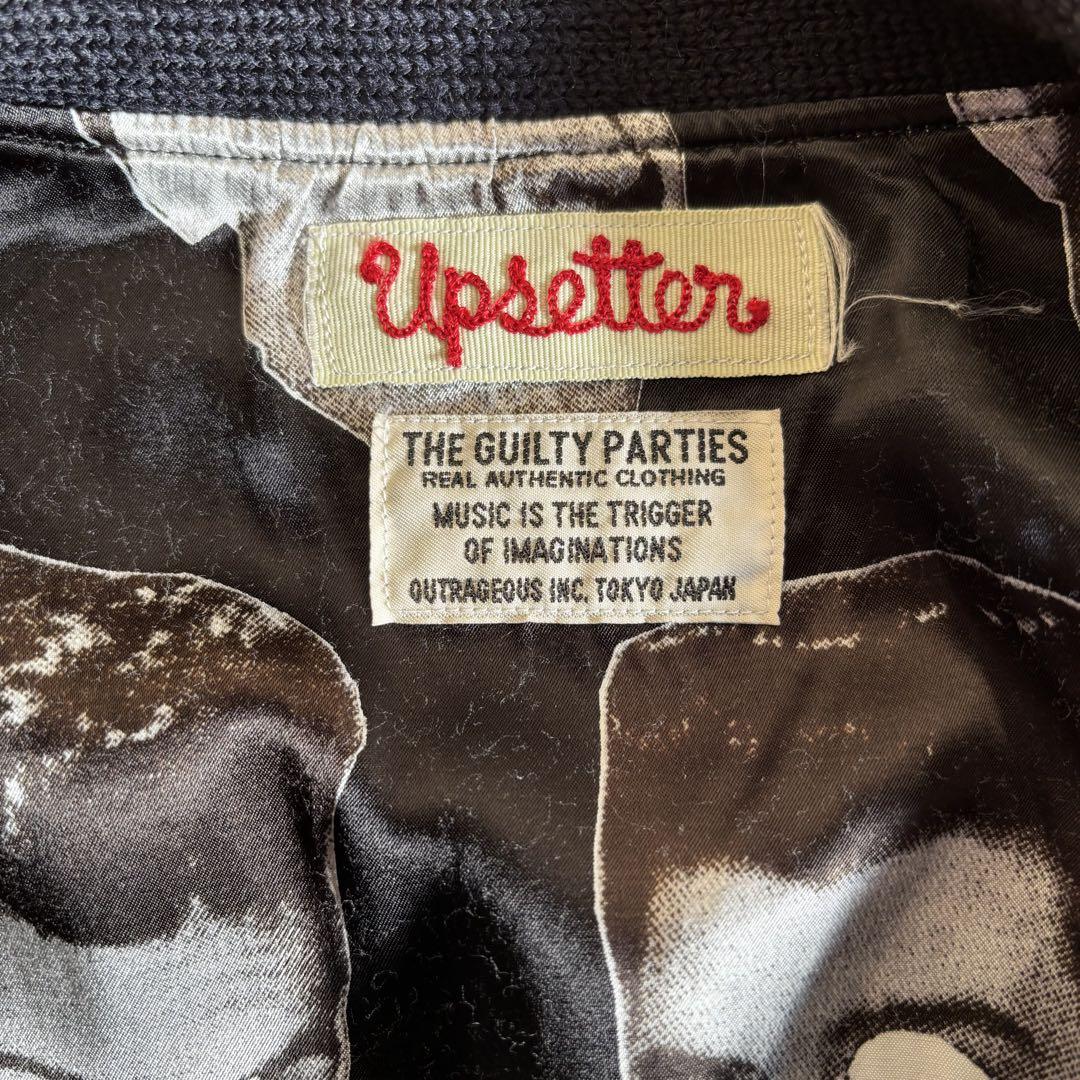 Upsetter
THE GUILTY PARTIES
REAL AUTHENTIC CLOTHING
MUSIC IS THE TRIGGER
OF IMAGINATIONS
OUTRAGEOUS INC. TOKYO JAPAN